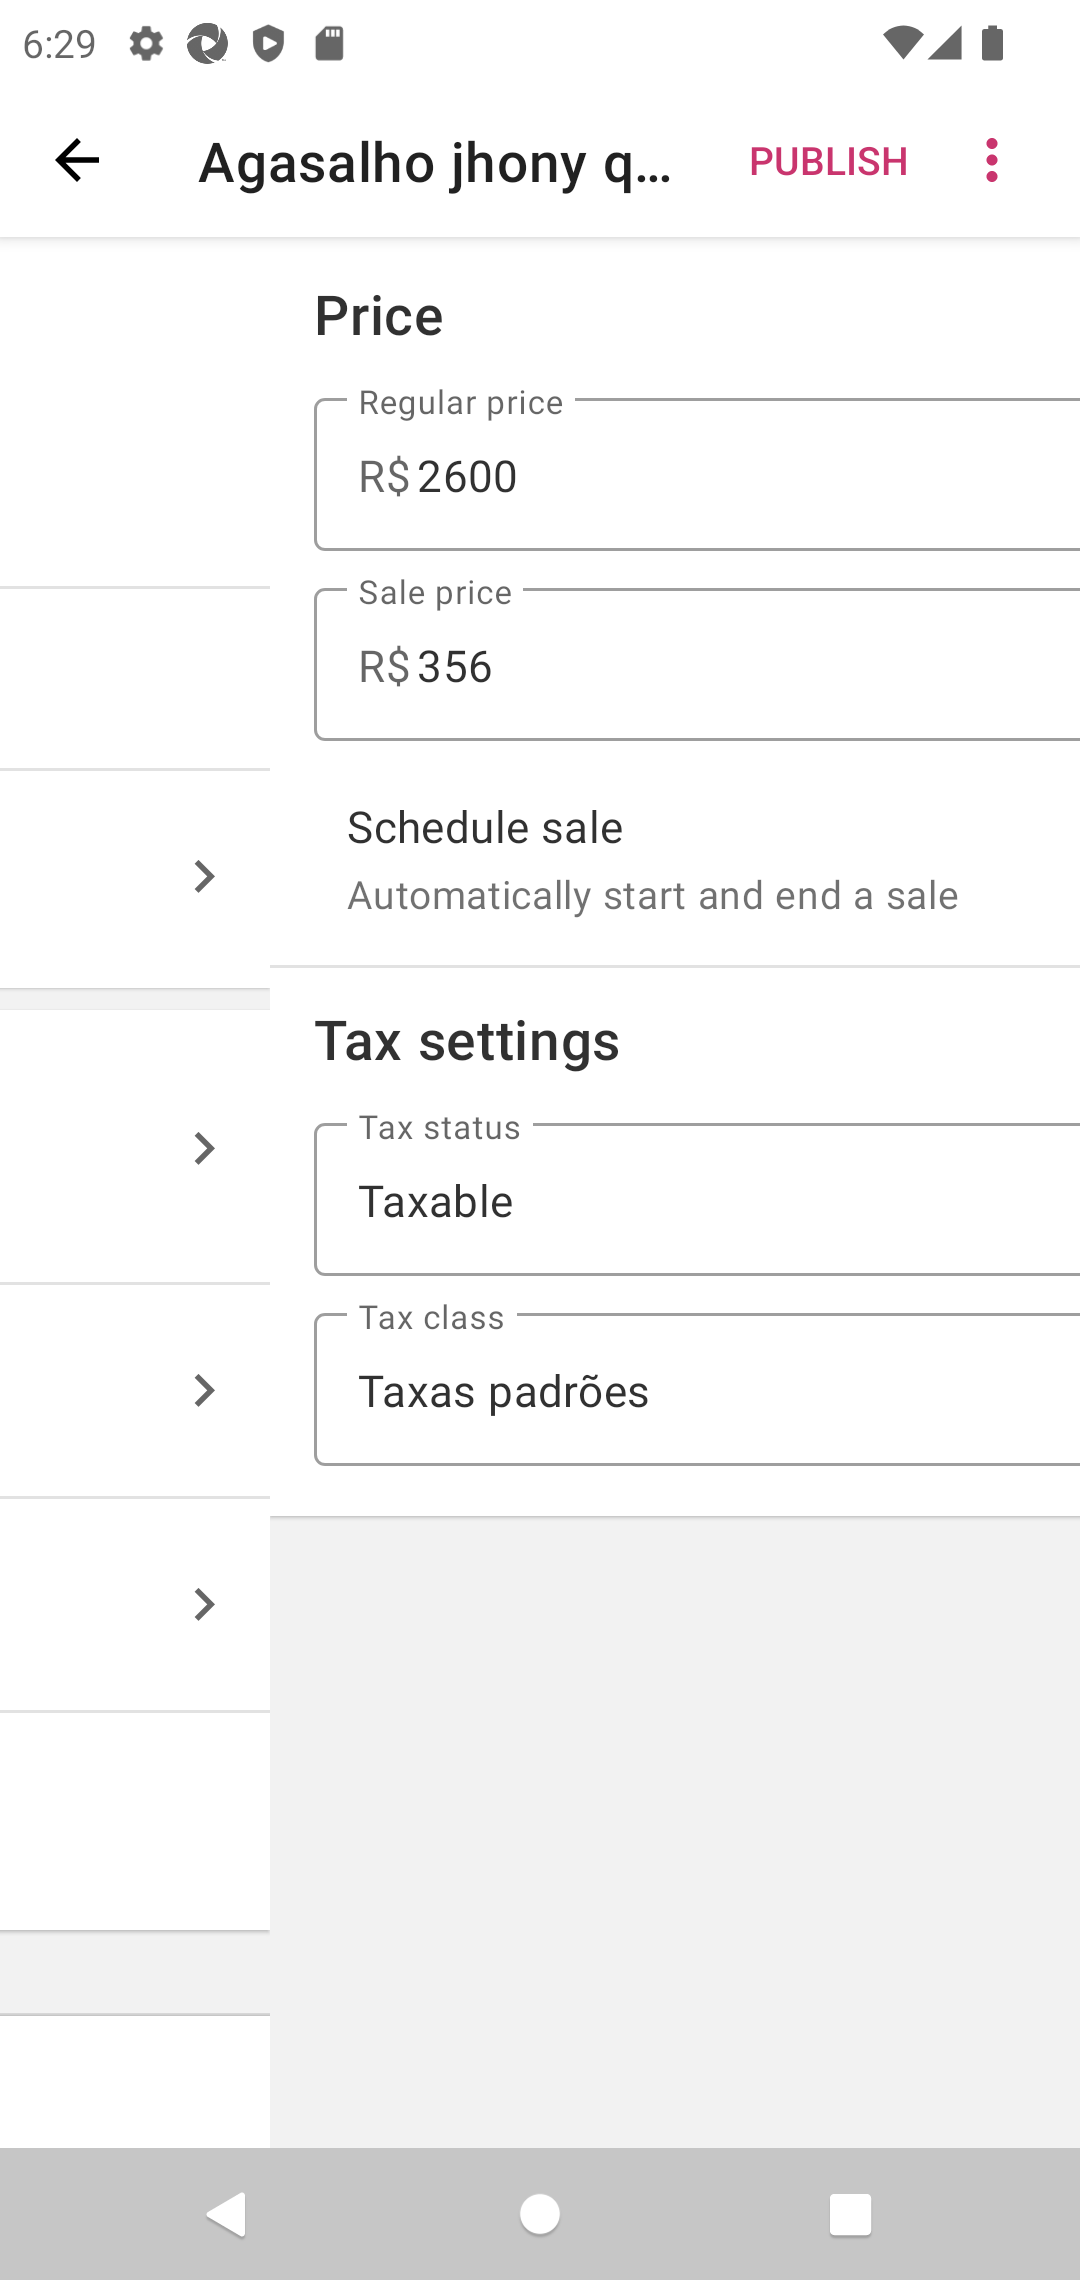 6:29
Agasalho jhony q...
PUBLISH
Price
Regular price
R$ 2600
Sale price
R$ 356
Schedule sale
Automatically start and end a sale
Tax settings
Tax status
Taxable
Tax class
Taxas padrões